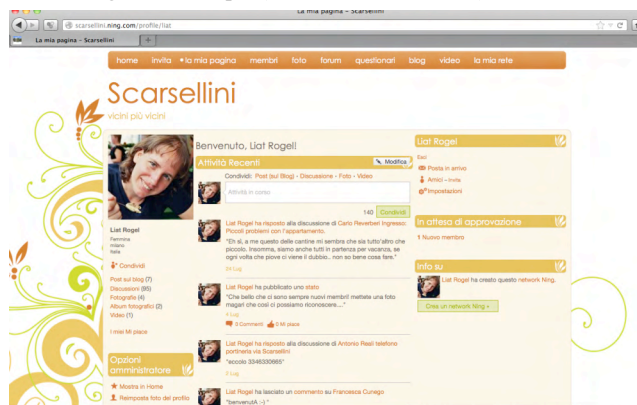 La mia pagina – Scarsellini
scarsellini.ning.com/profile/liat
La mia pagina – Scarsellini
home invita la mia pagina membri foto forum questionari blog video la mia rete
Scarsellini
vicini più vicini
Benvenuto, Liat Rogel!
Attività Recenti
Modifica
Condividi: Post (sul Blog) - Discussione - Foto - Video
Attività in corso
140 Condividi
Liat Rogel ha risposto alla discussione di Carlo Reverberi Ingresso:
Piccoli problemi con l'appartamento.
"Eh sì, a me questo delle cantine mi sembra che sia tutto'altro che
piccolo. Insomma, siamo anche tutti in partenza per vacanza, se
ogni volta che piove ci viene il dubbio.. non so bene cosa fare."
Liat Rogel ha pubblicato uno stato
"Che bello che ci sono sempre nuovi membri! mettete una foto
magari che così ci possiamo riconoscere...."
4 Lug
3 Commenti 0 Mi piace
Liat Rogel ha risposto alla discussione di Antonio Reali telefono
portineria via Scarsellini
"accolo 3346330665"
2 Lug
Liat Rogel ha lasciato un commento su Francesca Cunego
"benvenutA :-) "
Liat Rogel
Femmina
milano
Italia
Condividi
Post sul blog (7)
Discussioni (95)
Fotografie (4)
Album fotografici (2)
Video (1)
I miei Mi piace
Opzioni
amministratore
Mostra in Home
Reimposta foto del profilo
Liat Rogel
Esci
Posta in arrivo
Amici – Invita
Impostazioni
In attesa di approvazione
1 Nuovo membro
Info su
Liat Rogel ha creato questo network Ning.
Crea un network Ning »